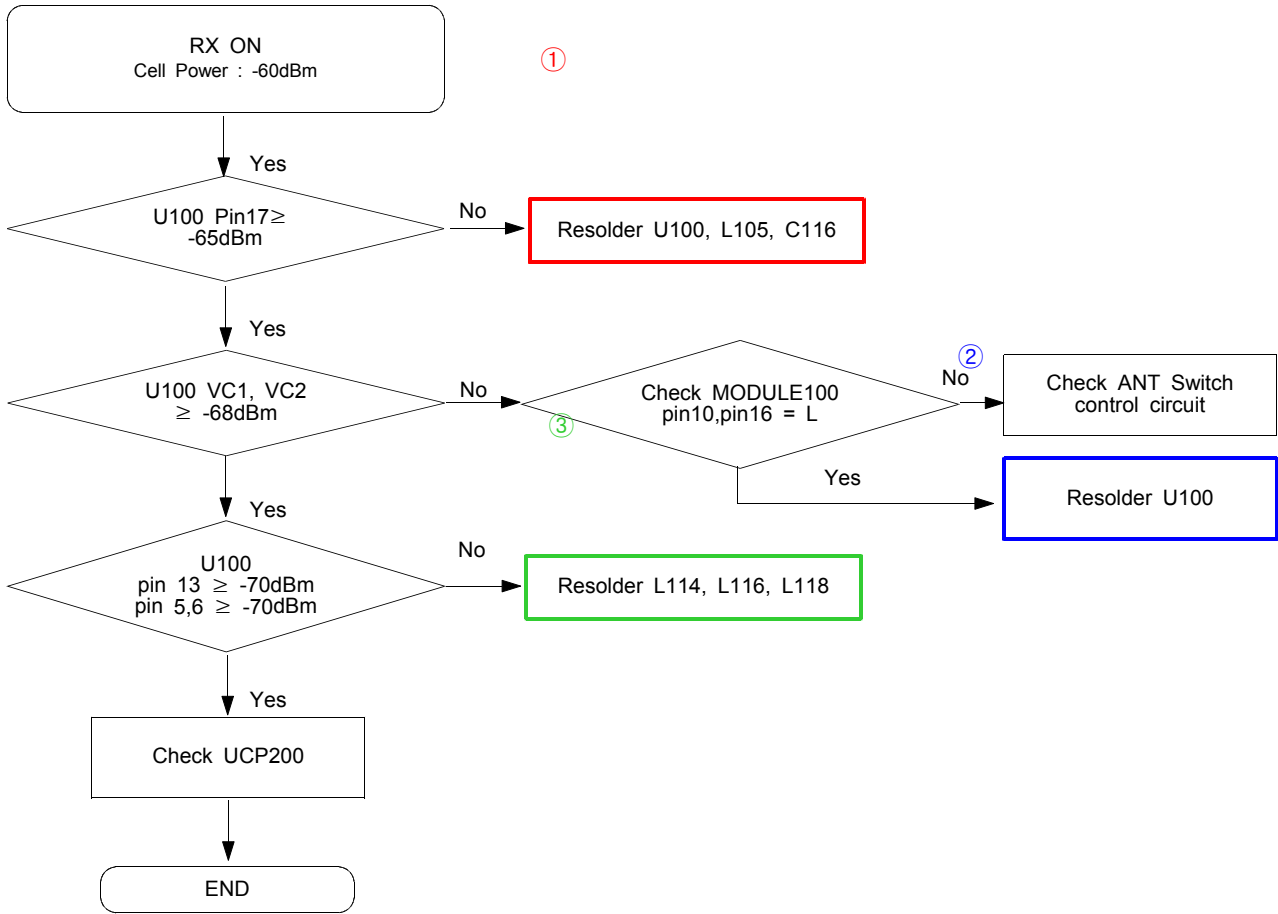 RX ON
Cell Power : -60dBm
①
Yes
U100 Pin17≥
-65dBm
No
Resolder U100, L105, C116
Yes
U100 VC1, VC2
≥ -68dBm
No
Check MODULE100
pin10,pin16 = L
③
②
No
Check ANT Switch
control circuit
Yes
Resolder U100
Yes
U100
pin 13 ≥ -70dBm
pin 5,6 ≥ -70dBm
No
Resolder L114, L116, L118
Yes
Check UCP200
END